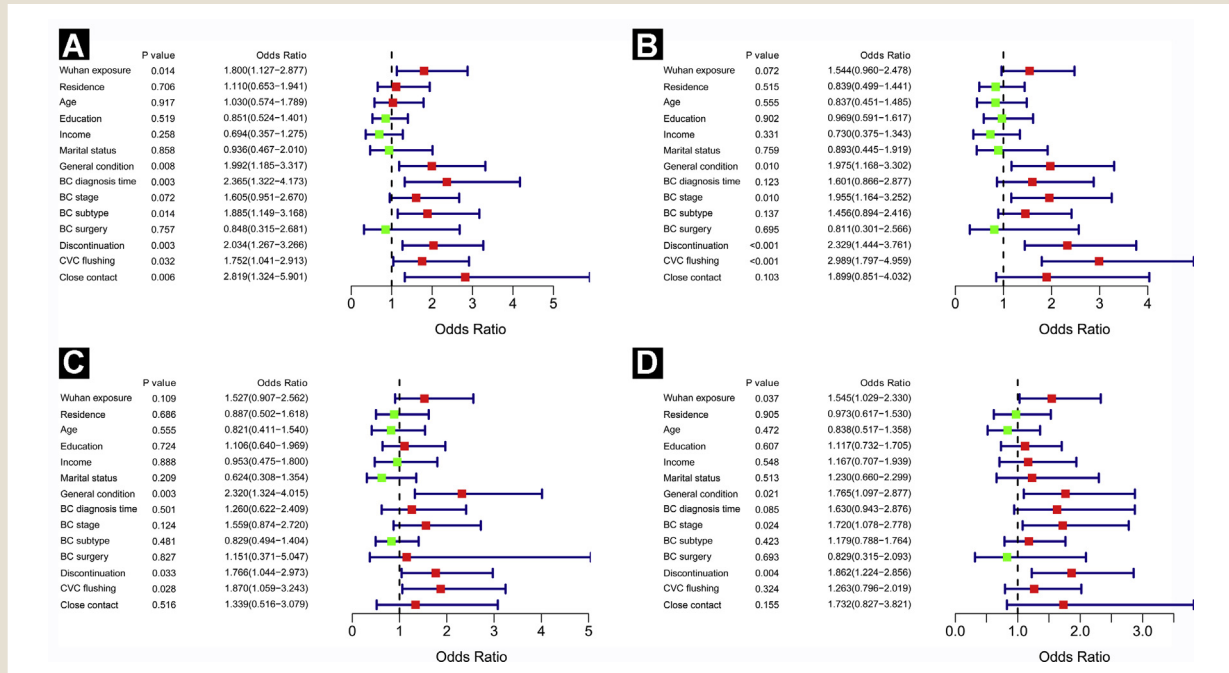 A
P value Odds Ratio
Wuhan exposure 0.014 1.800(1.127−2.877)
Residence 0.706 1.110(0.653−1.941)
Age 0.917 1.030(0.574−1.789)
Education 0.519 0.851(0.524−1.401)
Income 0.258 0.694(0.357−1.275)
Marital status 0.858 0.936(0.467−2.010)
General condition 0.008 1.992(1.185−3.317)
BC diagnosis time 0.003 2.365(1.322−4.173)
BC stage 0.072 1.605(0.951−2.670)
BC subtype 0.014 1.885(1.149−3.168)
BC surgery 0.757 0.848(0.315−2.681)
Discontinuation 0.003 2.034(1.267−3.266)
CVC flushing 0.032 1.752(1.041−2.913)
Close contact 0.006 2.819(1.324−5.901)
0 1 2 3 4 5
Odds Ratio
B
P value Odds Ratio
Wuhan exposure 0.072 1.544(0.960−2.478)
Residence 0.515 0.839(0.499−1.441)
Age 0.555 0.837(0.451−1.485)
Education 0.902 0.969(0.591−1.617)
Income 0.331 0.730(0.375−1.343)
Marital status 0.759 0.893(0.445−1.919)
General condition 0.010 1.975(1.168−3.302)
BC diagnosis time 0.123 1.601(0.866−2.877)
BC stage 0.010 1.955(1.164−3.252)
BC subtype 0.137 1.456(0.894−2.416)
BC surgery 0.695 0.811(0.301−2.566)
Discontinuation <0.001 2.329(1.444−3.761)
CVC flushing <0.001 2.989(1.797−4.959)
Close contact 0.103 1.899(0.851−4.032)
0 1 2 3 4
Odds Ratio
C
P value Odds Ratio
Wuhan exposure 0.109 1.527(0.907−2.562)
Residence 0.686 0.887(0.502−1.618)
Age 0.555 0.821(0.411−1.540)
Education 0.724 1.106(0.640−1.969)
Income 0.888 0.953(0.475−1.800)
Marital status 0.209 0.624(0.308−1.354)
General condition 0.003 2.320(1.324−4.015)
BC diagnosis time 0.501 1.260(0.622−2.409)
BC stage 0.124 1.559(0.874−2.720)
BC subtype 0.481 0.829(0.494−1.404)
BC surgery 0.827 1.151(0.371−5.047)
Discontinuation 0.033 1.766(1.044−2.973)
CVC flushing 0.028 1.870(1.059−3.243)
Close contact 0.516 1.339(0.516−3.079)
0 1 2 3 4 5
Odds Ratio
D
P value Odds Ratio
Wuhan exposure 0.037 1.545(1.029−2.330)
Residence 0.905 0.973(0.617−1.530)
Age 0.472 0.838(0.517−1.358)
Education 0.607 1.117(0.732−1.705)
Income 0.548 1.167(0.707−1.939)
Marital status 0.513 1.230(0.660−2.299)
General condition 0.021 1.765(1.097−2.877)
BC diagnosis time 0.085 1.630(0.943−2.876)
BC stage 0.024 1.720(1.078−2.778)
BC subtype 0.423 1.179(0.788−1.764)
BC surgery 0.693 0.829(0.315−2.093)
Discontinuation 0.004 1.862(1.224−2.856)
CVC flushing 0.324 1.263(0.796−2.019)
Close contact 0.155 1.732(0.827−3.821)
0.0 1.0 2.0 3.0
Odds Ratio